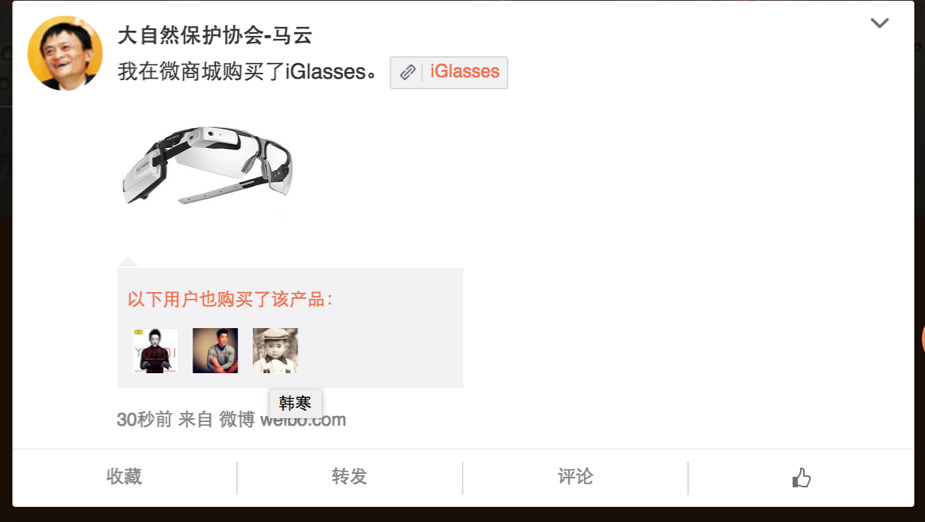 大自然保护协会-马云
我在微商城购买了iGlasses。 iGlasses
以下用户也购买了该产品：
韩寒
30秒前 来自 微博 weibo.com
收藏 转发 评论